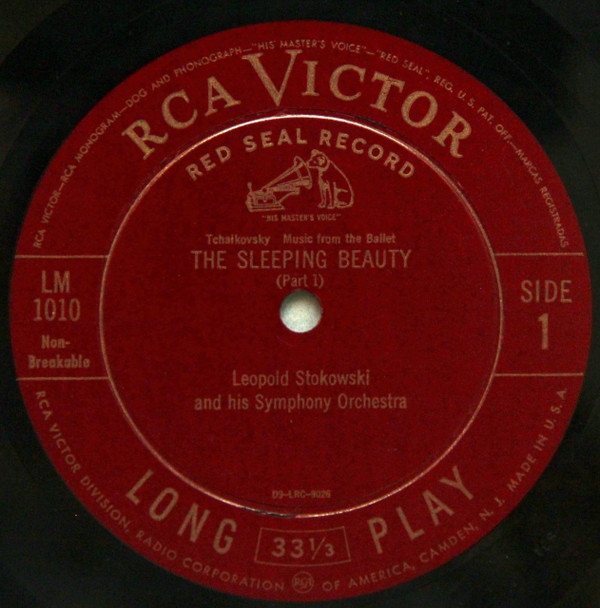 RCA VICTOR—RCA MONOGRAM—DOG AND PHONOGRAPH—"HIS MASTER'S VOICE"—"RED SEAL", REG. U.S. PAT. OFF.—MARCAS REGISTRADAS
RCA VICTOR
RED SEAL RECORD
"HIS MASTER'S VOICE"
Tchaikovsky Music from the Ballet
THE SLEEPING BEAUTY
(Part 1)
LM
1010
Non-
Breakable
SIDE
1
Leopold Stokowski
and his Symphony Orchestra
D9-LRC-9026
LONG 33⅓ PLAY
RCA VICTOR DIVISION, RADIO CORPORATION RCA OF AMERICA, CAMDEN, N. J. MADE IN U.S.A